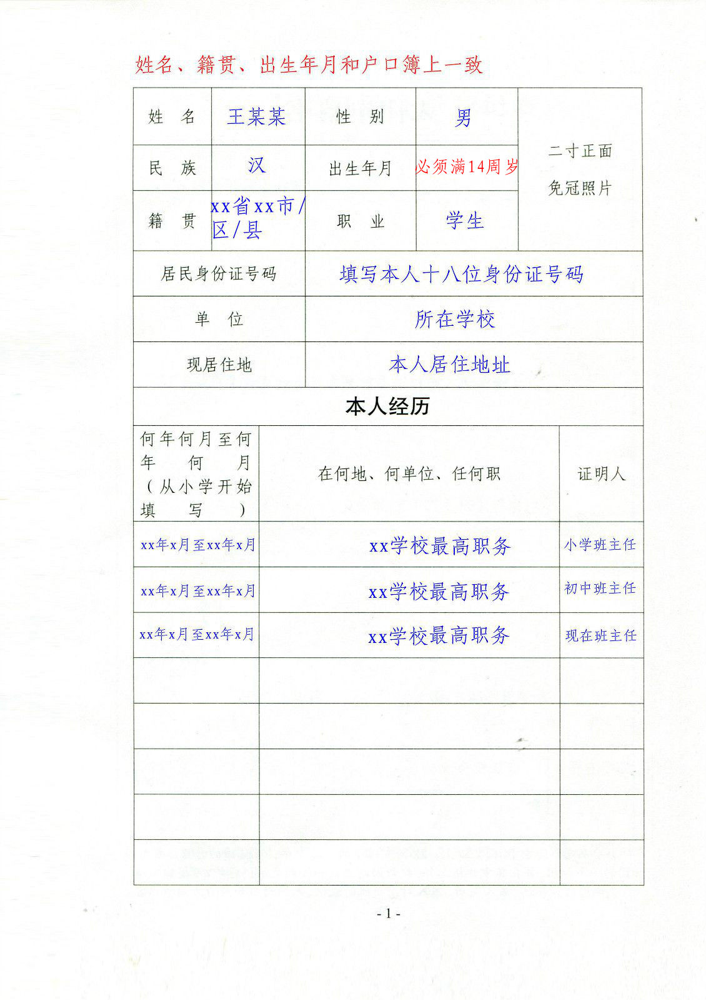 姓名、籍贯、出生年月和户口簿上一致
姓 名 王某某 性 别 男
二寸正面
免冠照片
民 族 汉 出生年月 必须满14周岁
籍 贯 xx省xx市/
区/县 职 业 学生
居民身份证号码 填写本人十八位身份证号码
单 位 所在学校
现居住地 本人居住地址
本人经历
何年何月至何
年 何 月
（从小学开始
填 写 ）
在何地、何单位、任何职 证明人
xx年x月至xx年x月 xx学校最高职务 小学班主任
xx年x月至xx年x月 xx学校最高职务 初中班主任
xx年x月至xx年x月 xx学校最高职务 现在班主任
- 1 -